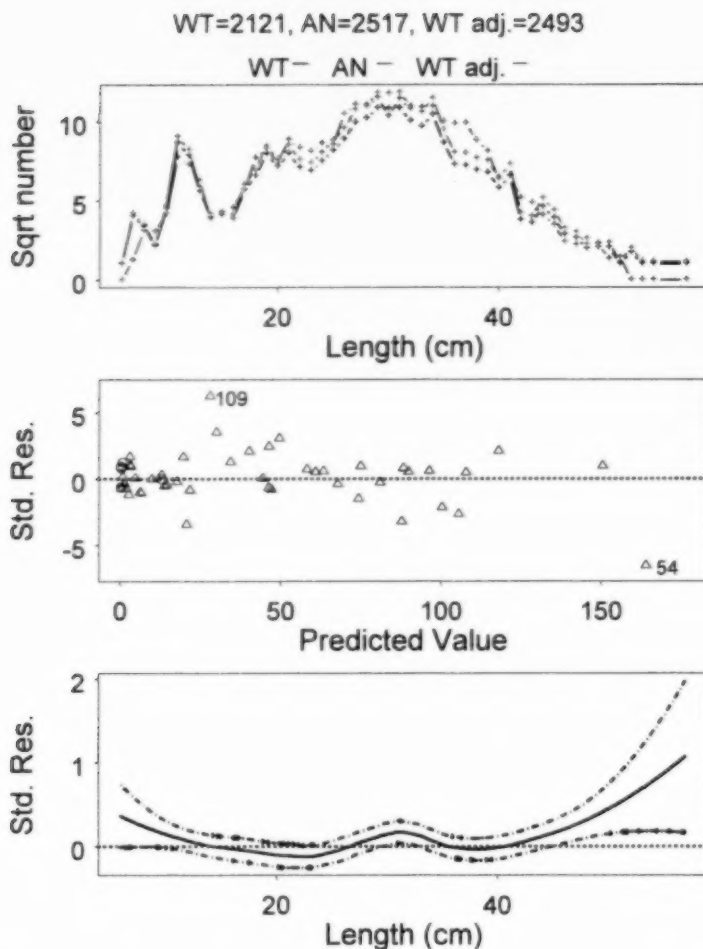 WT=2121, AN=2517, WT adj.=2493
WT— AN — WT adj. —
Sqrt number
10
5
0
20 40
Length (cm)
Std. Res.
5
0
-5
109
54
0 50 100 150
Predicted Value
Std. Res.
2
1
0
20 40
Length (cm)